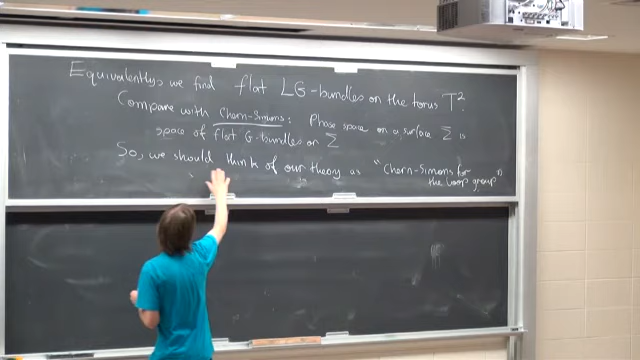 Equivalently we find flat LG-bundles on the torus T².
Compare with Chern-Simons: Phase space on a surface Σ is
space of flat G-bundles on Σ
So, we should think of our theory as "Chern-Simons for
the loop group"